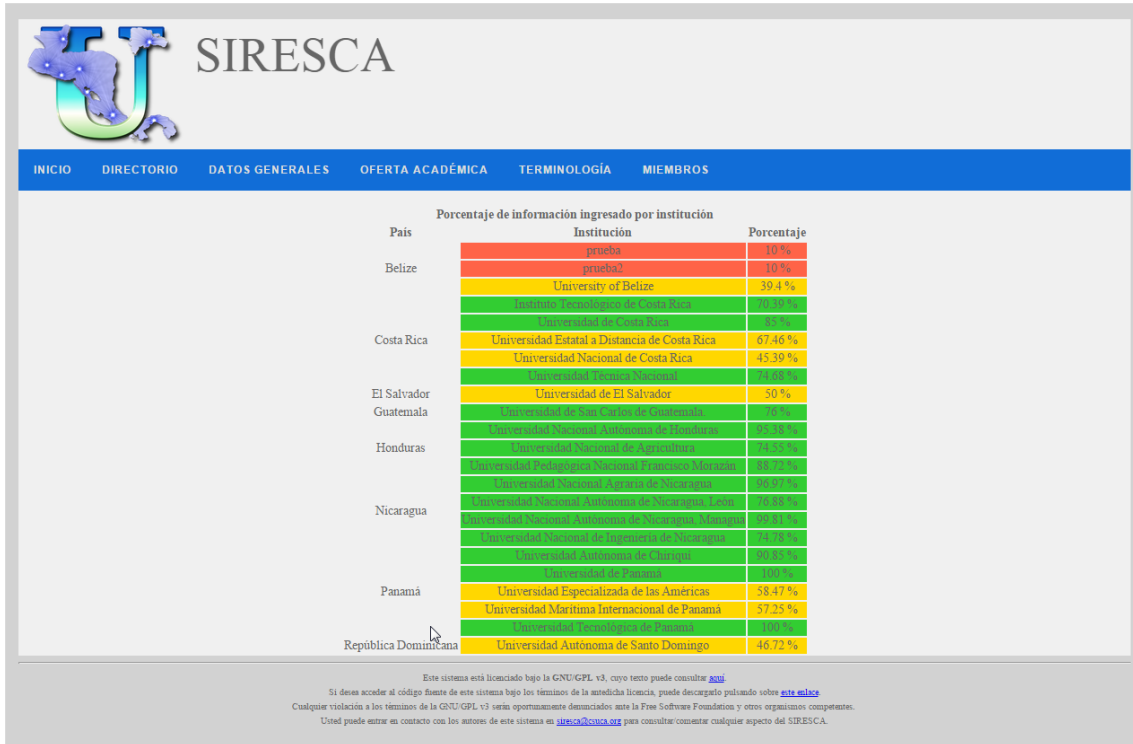 SIRESCA
INICIO DIRECTORIO DATOS GENERALES OFERTA ACADÉMICA TERMINOLOGÍA MIEMBROS
Porcentaje de información ingresado por institución
País Institución Porcentaje
prueba 10 %
Belize prueba2 10 %
University of Belize 39.4 %
Instituto Tecnológico de Costa Rica 70.39 %
Universidad de Costa Rica 85 %
Costa Rica Universidad Estatal a Distancia de Costa Rica 67.46 %
Universidad Nacional de Costa Rica 45.39 %
Universidad Técnica Nacional 74.68 %
El Salvador Universidad de El Salvador 50 %
Guatemala Universidad de San Carlos de Guatemala. 76 %
Universidad Nacional Autónoma de Honduras 95.38 %
Honduras Universidad Nacional de Agricultura 74.55 %
Universidad Pedagógica Nacional Francisco Morazán 88.72 %
Universidad Nacional Agraria de Nicaragua 96.97 %
Universidad Nacional Autónoma de Nicaragua, León 76.88 %
Nicaragua
Universidad Nacional Autónoma de Nicaragua, Managua 99.81 %
Universidad Nacional de Ingeniería de Nicaragua 74.78 %
Universidad Autónoma de Chiriquí 90.85 %
Universidad de Panamá 100 %
Panamá Universidad Especializada de las Américas 58.47 %
Universidad Marítima Internacional de Panamá 57.25 %
Universidad Tecnológica de Panamá 100 %
República Dominicana Universidad Autónoma de Santo Domingo 46.72 %
Este sistema está licenciado bajo la GNU/GPL v3, cuyo texto puede consultar aquí.
Si desea acceder al código fuente de este sistema bajo los términos de la antedicha licencia, puede descargarlo pulsando sobre este enlace.
Cualquier violación a los términos de la GNU/GPL v3 serán oportunamente denunciados ante la Free Software Foundation y otros organismos competentes.
Usted puede entrar en contacto con los autores de este sistema en siresca@csuca.org para consultar/comentar cualquier aspecto del SIRESCA.